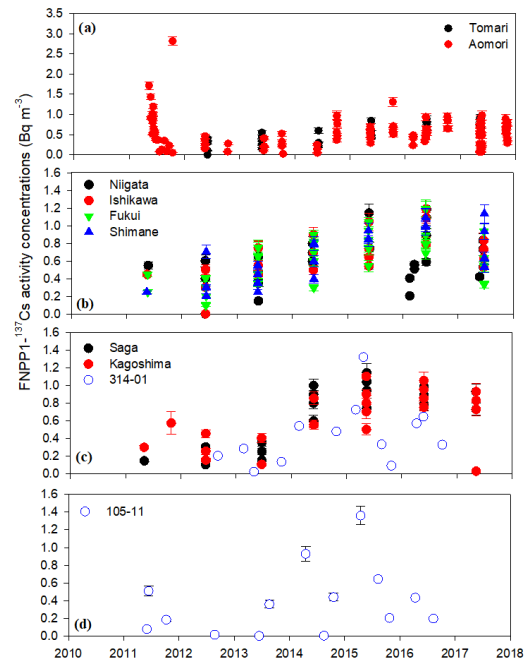 (a)
Tomari
Aomori
3.5
3.0
2.5
2.0
1.5
1.0
0.5
0.0
FNPP1-¹³⁷Cs activity concentrations (Bq m⁻³)
1.6
1.4
1.2
1.0
0.8
0.6
0.4
0.2
0.0
Niigata
Ishikawa
Fukui
Shimane
(b)
1.6
1.4
1.2
1.0
0.8
0.6
0.4
0.2
0.0
Saga
Kagoshima
314-01
(c)
1.6
1.4
1.2
1.0
0.8
0.6
0.4
0.2
0.0
105-11
(d)
2010 2011 2012 2013 2014 2015 2016 2017 2018